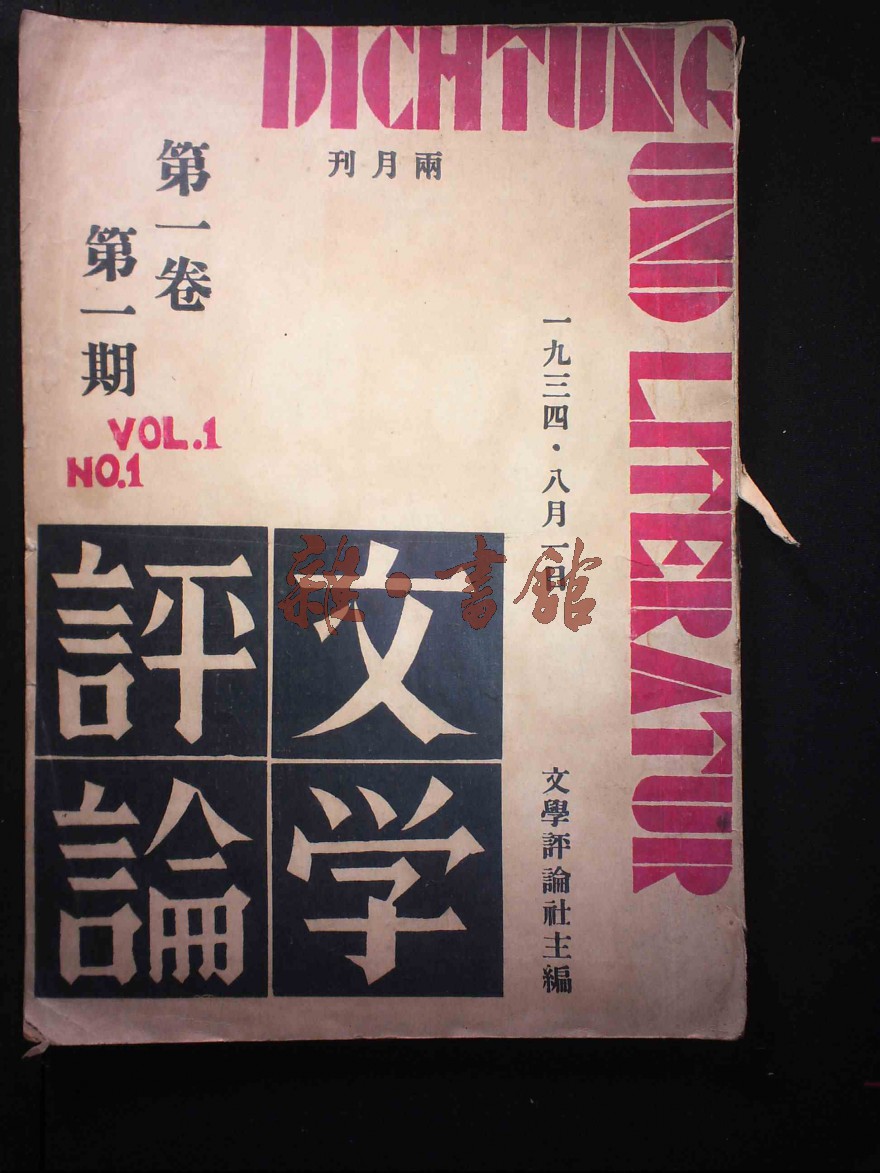 DICHTUNG
UND LITERATUR
兩月刊
第一卷
第一期
VOL.1
NO.1
一九三四·八月一日
文学
評論
雜·書館
文學評論社主編